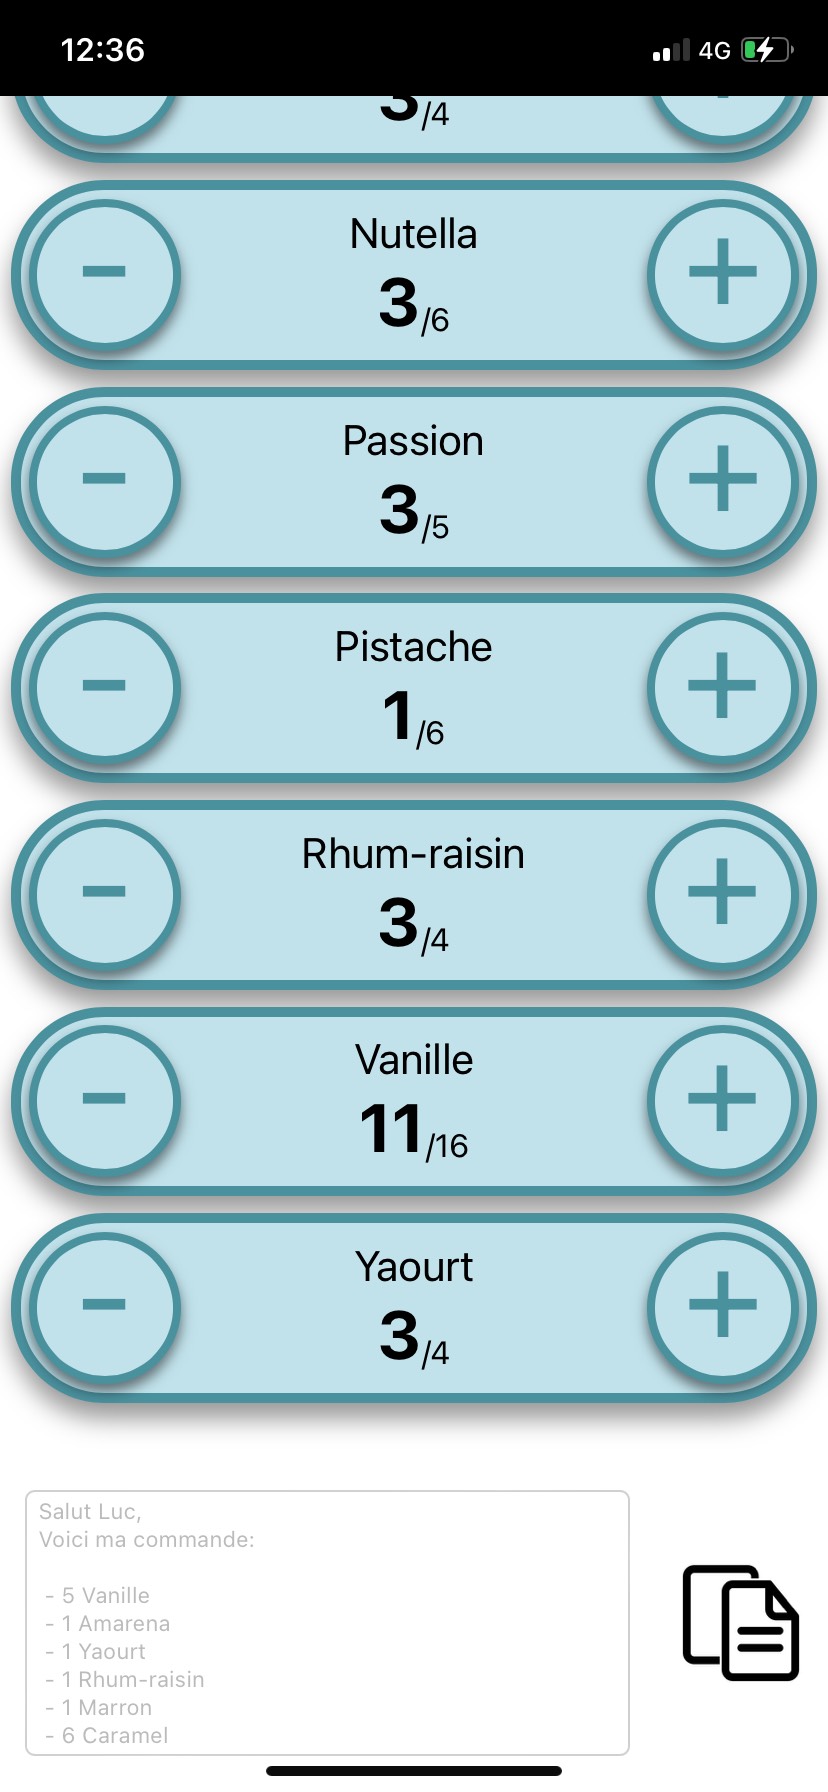 12:36 4G
3/4
Nutella
3/6
Passion
3/5
Pistache
1/6
Rhum-raisin
3/4
Vanille
11/16
Yaourt
3/4
Salut Luc,
Voici ma commande:
- 5 Vanille
- 1 Amarena
- 1 Yaourt
- 1 Rhum-raisin
- 1 Marron
- 6 Caramel